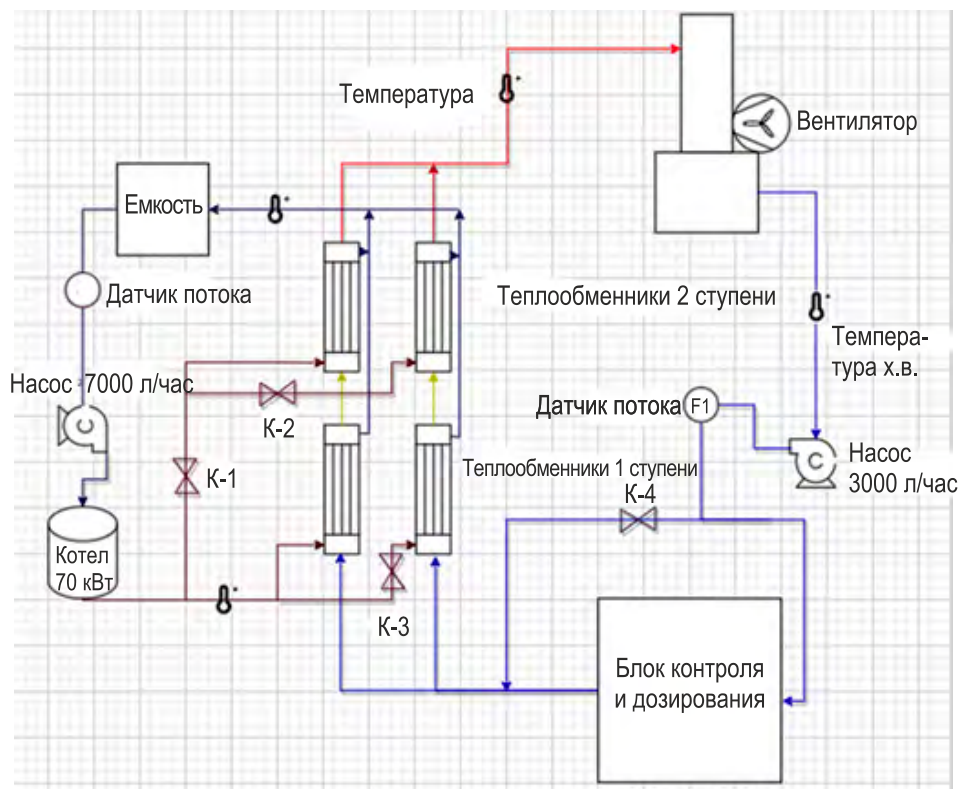 Температура
Вентилятор
Емкость
Датчик потока
Теплообменники 2 ступени
Насос 7000 л/час
Темпера-
тура х.в.
К-2
Датчик потока
F1
С
К-1
Теплообменники 1 ступени
К-4
С
Насос
3000 л/час
Котел
70 кВт
К-3
Блок контроля
и дозирования